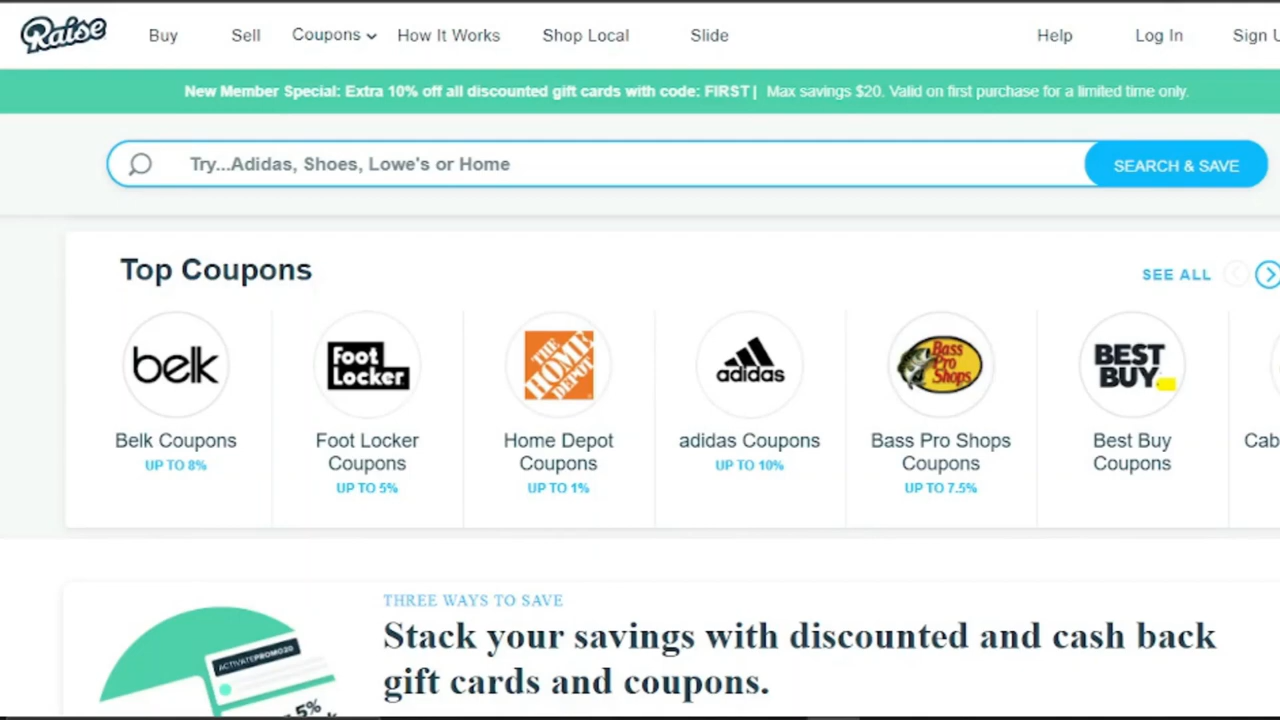 Raise Buy Sell Coupons How It Works Shop Local Slide Help Log In Sign
New Member Special: Extra 10% off all discounted gift cards with code: FIRST | Max savings $20. Valid on first purchase for a limited time only.
Try...Adidas, Shoes, Lowe's or Home SEARCH & SAVE
Top Coupons SEE ALL
belk
Foot
Locker
THE
HOME
DEPOT
adidas
Bass
Pro
Shops
BEST
BUY
Belk Coupons
UP TO 8%
Foot Locker
Coupons
UP TO 5%
Home Depot
Coupons
UP TO 1%
adidas Coupons
UP TO 10%
Bass Pro Shops
Coupons
UP TO 7.5%
Best Buy
Coupons
Cab
THREE WAYS TO SAVE
Stack your savings with discounted and cash back
gift cards and coupons.
ACTIVATEPROMO20
5%